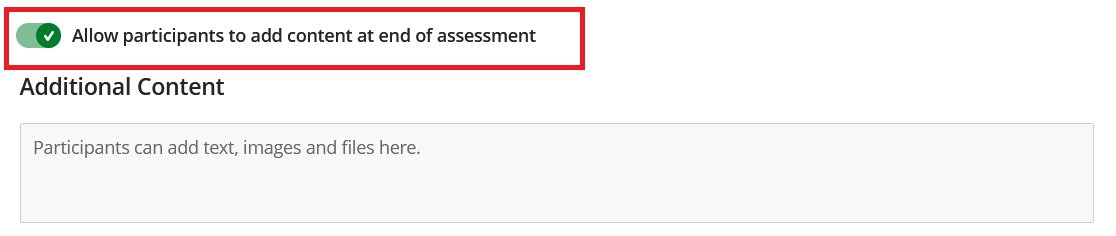 Allow participants to add content at end of assessment
Additional Content
Participants can add text, images and files here.